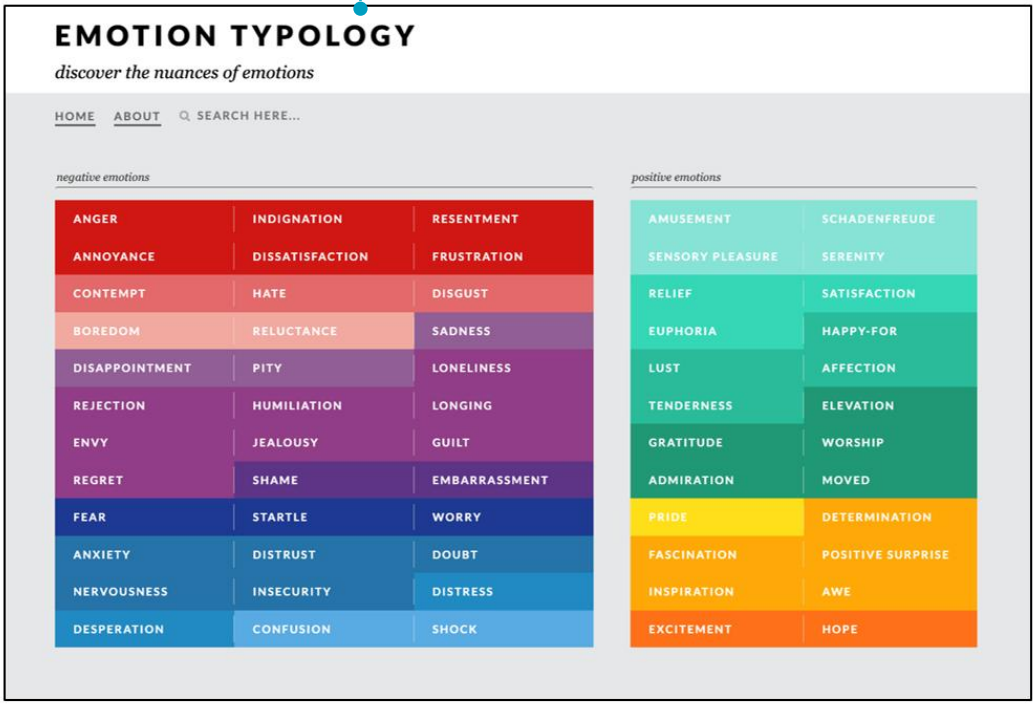 EMOTION TYPOLOGY
discover the nuances of emotions
HOME ABOUT SEARCH HERE...
negative emotions
ANGER INDIGNATION RESENTMENT
ANNOYANCE DISSATISFACTION FRUSTRATION
CONTEMPT HATE DISGUST
BOREDOM RELUCTANCE SADNESS
DISAPPOINTMENT PITY LONELINESS
REJECTION HUMILIATION LONGING
ENVY JEALOUSY GUILT
REGRET SHAME EMBARRASSMENT
FEAR STARTLE WORRY
ANXIETY DISTRUST DOUBT
NERVOUSNESS INSECURITY DISTRESS
DESPERATION CONFUSION SHOCK
positive emotions
AMUSEMENT SCHADENFREUDE
SENSORY PLEASURE SERENITY
RELIEF SATISFACTION
EUPHORIA HAPPY-FOR
LUST AFFECTION
TENDERNESS ELEVATION
GRATITUDE WORSHIP
ADMIRATION MOVED
PRIDE DETERMINATION
FASCINATION POSITIVE SURPRISE
INSPIRATION AWE
EXCITEMENT HOPE